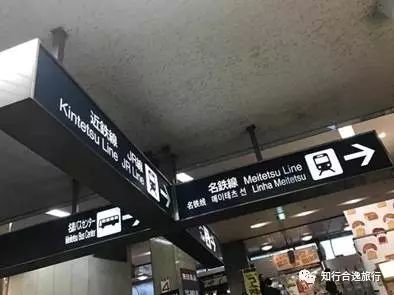 近鉄線 JR線
Kintetsu Line JR Line
名鉄線 Meitetsu Line
名铁线 메이테츠 선 Linha Meitetsu
名鉄バスセンター
Meitetsu Bus Center
知行合逸旅行